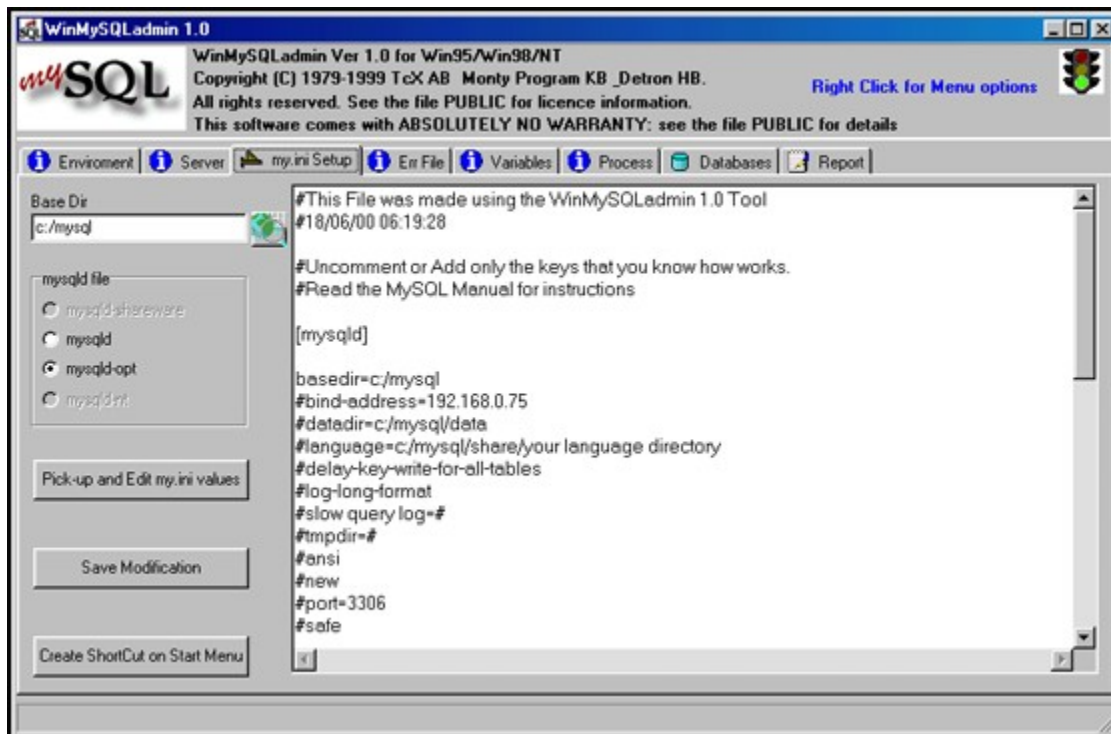 WinMySQLadmin 1.0
mySQL
WinMySQLadmin Ver 1.0 for Win95/Win98/NT
Copyright (C) 1979-1999 TcX AB Monty Program KB _Detron HB.
All rights reserved. See the file PUBLIC for licence information.
This software comes with ABSOLUTELY NO WARRANTY: see the file PUBLIC for details
Right Click for Menu options
Enviroment Server my.ini Setup Err File Variables Process Databases Report
Base Dir
c:/mysql
mysqld file
mysqld-shareware
mysqld
mysqld-opt
mysqld-nt
Pick-up and Edit my.ini values
Save Modification
Create ShortCut on Start Menu
#This File was made using the WinMySQLadmin 1.0 Tool
#18/06/00 06:19:28
#Uncomment or Add only the keys that you know how works.
#Read the MySQL Manual for instructions
[mysqld]
basedir=c:/mysql
#bind-address=192.168.0.75
#datadir=c:/mysql/data
#language=c:/mysql/share/your language directory
#delay-key-write-for-all-tables
#log-long-format
#slow query log=#
#tmpdir=#
#ansi
#new
#port=3306
#safe